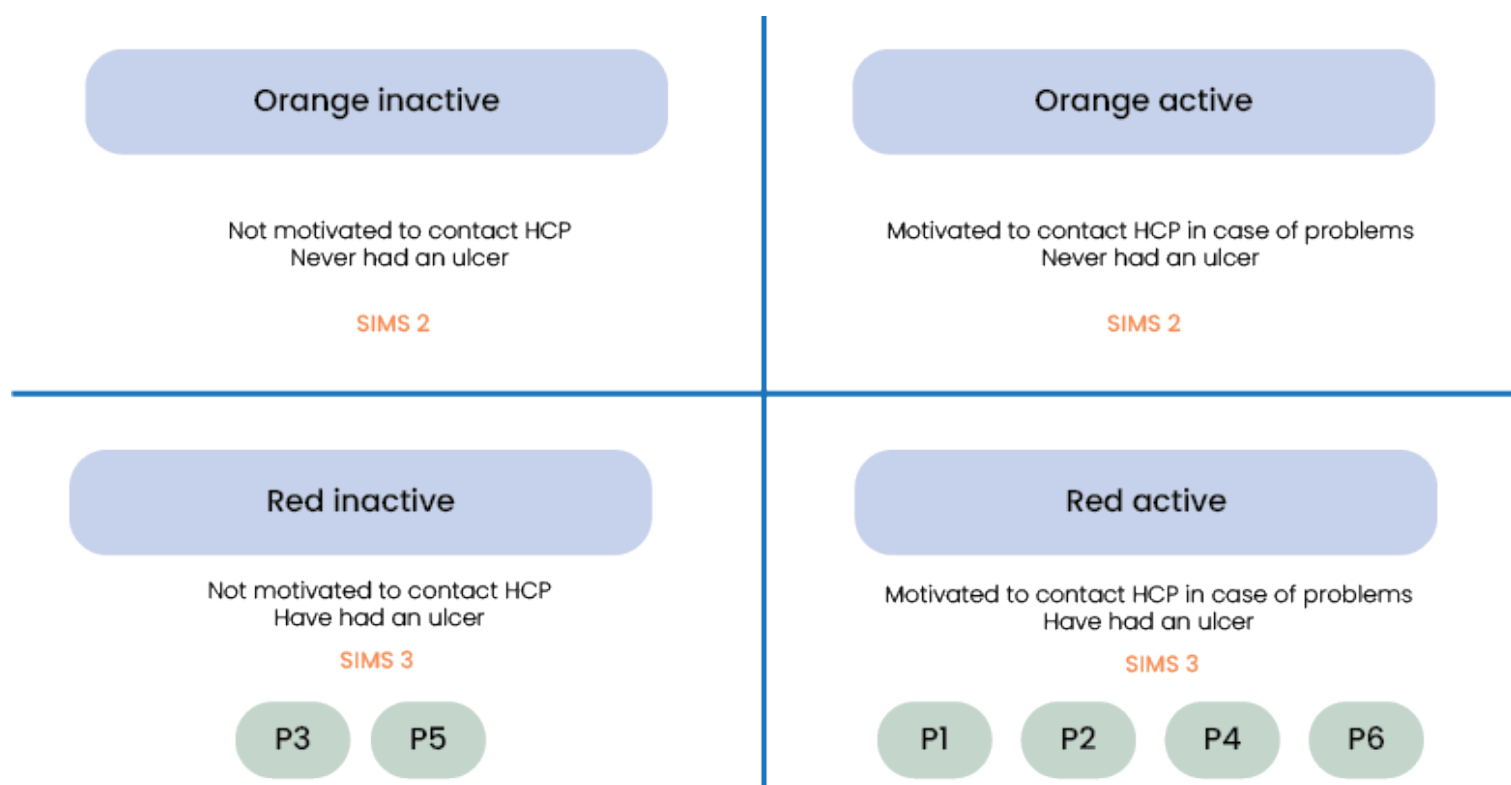 Orange inactive
Not motivated to contact HCP
Never had an ulcer
SIMS 2
Orange active
Motivated to contact HCP in case of problems
Never had an ulcer
SIMS 2
Red inactive
Not motivated to contact HCP
Have had an ulcer
SIMS 3
P3 P5
Red active
Motivated to contact HCP in case of problems
Have had an ulcer
SIMS 3
P1 P2 P4 P6